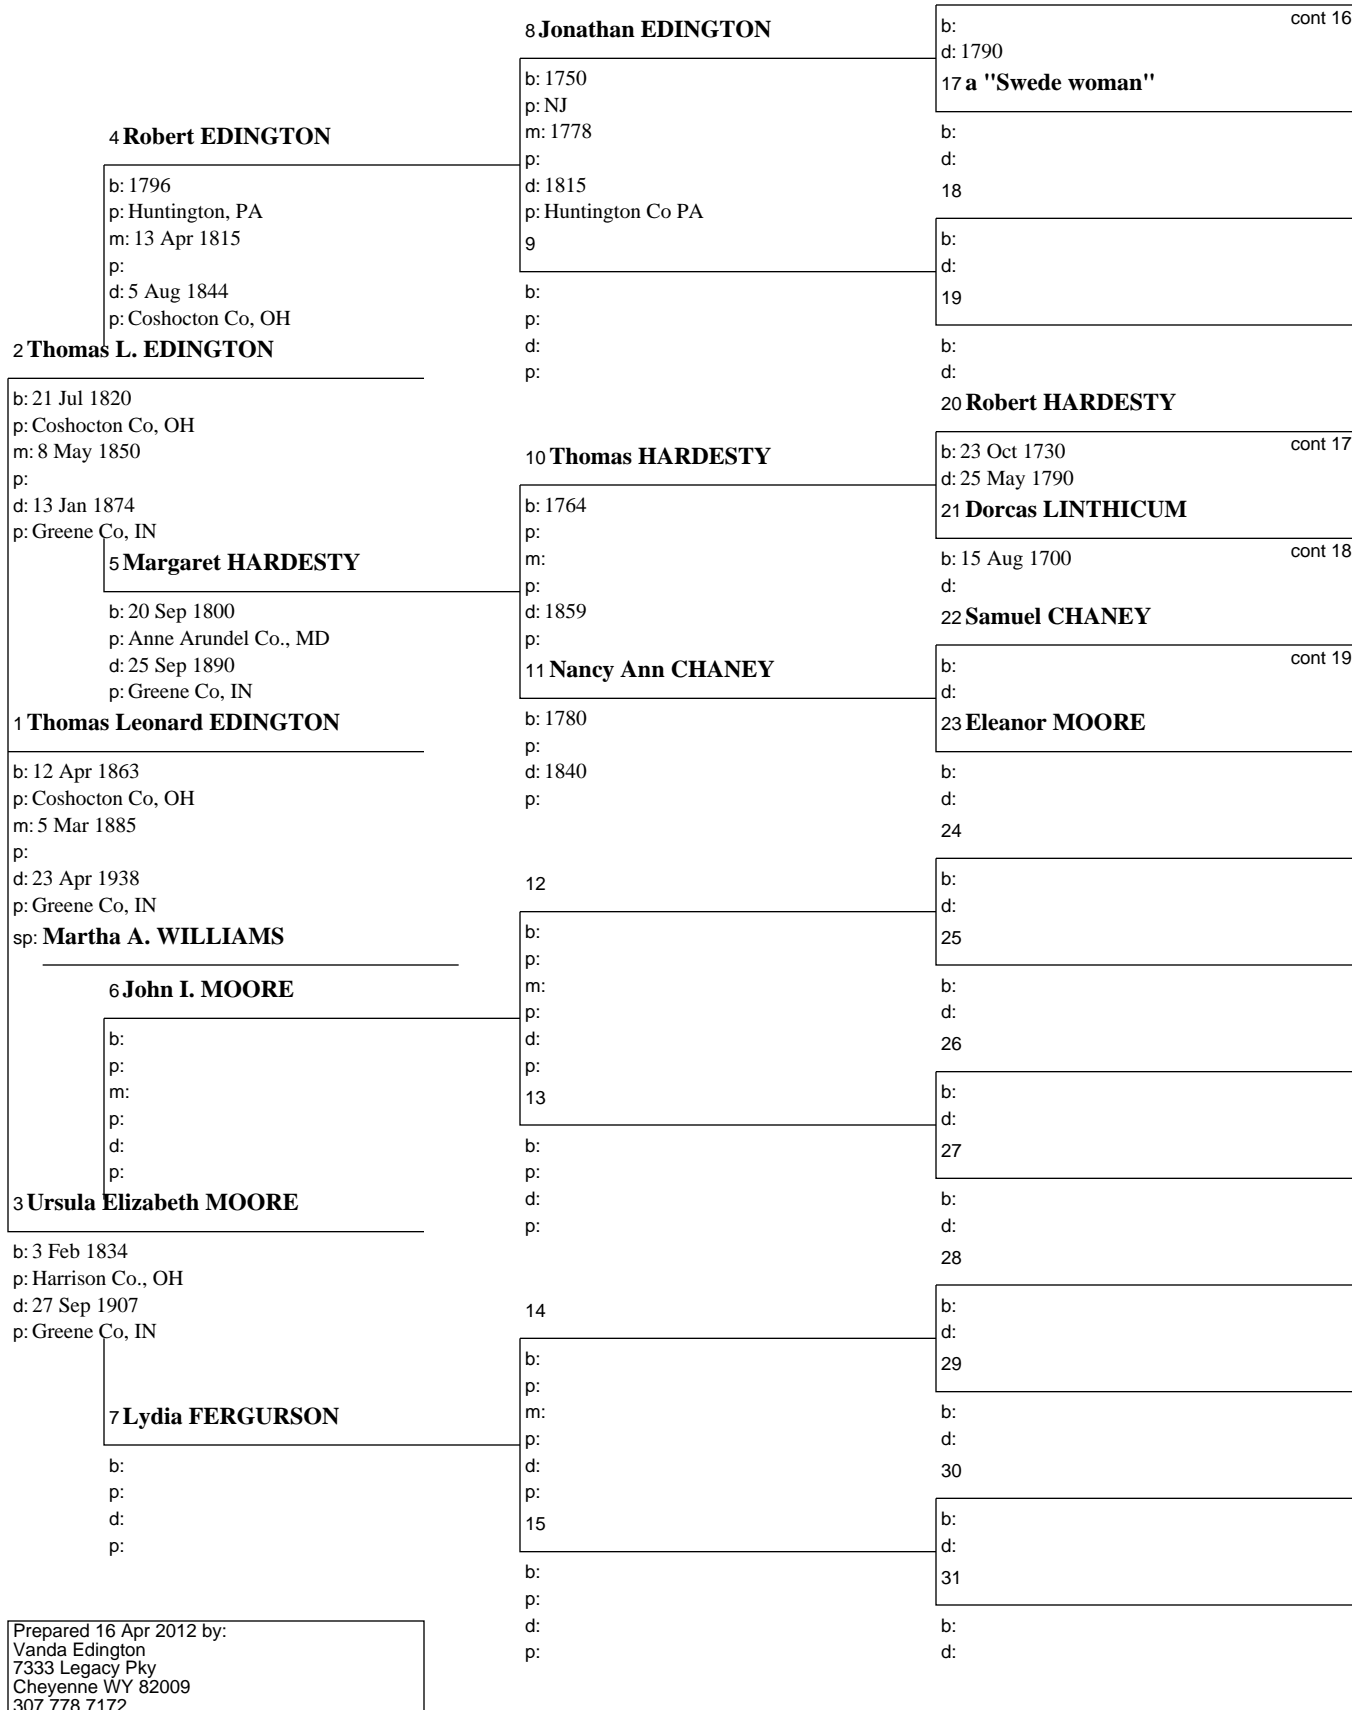 8 Jonathan EDINGTON
b: 1750
p: NJ
m: 1778
p:
d: 1815
p: Huntington Co PA
9
b:
p:
d:
p:
b: cont 16
d: 1790
17 a "Swede woman"
b:
d:
18
b:
d:
19
b:
d:
4 Robert EDINGTON
b: 1796
p: Huntington, PA
m: 13 Apr 1815
p:
d: 5 Aug 1844
p: Coshocton Co, OH
2 Thomas L. EDINGTON
b: 21 Jul 1820
p: Coshocton Co, OH
m: 8 May 1850
p:
d: 13 Jan 1874
p: Greene Co, IN
5 Margaret HARDESTY
b: 20 Sep 1800
p: Anne Arundel Co., MD
d: 25 Sep 1890
p: Greene Co, IN
10 Thomas HARDESTY
b: 1764
p:
m:
p:
d: 1859
p:
11 Nancy Ann CHANEY
b: 1780
p:
d: 1840
p:
20 Robert HARDESTY
b: 23 Oct 1730 cont 17
d: 25 May 1790
21 Dorcas LINTHICUM
b: 15 Aug 1700 cont 18
d:
22 Samuel CHANEY
b: cont 19
d:
23 Eleanor MOORE
b:
d:
1 Thomas Leonard EDINGTON
b: 12 Apr 1863
p: Coshocton Co, OH
m: 5 Mar 1885
p:
d: 23 Apr 1938
p: Greene Co, IN
sp: Martha A. WILLIAMS
6 John I. MOORE
b:
p:
m:
p:
d:
p:
12
b:
p:
m:
p:
d:
p:
13
b:
p:
d:
p:
24
b:
d:
25
b:
d:
26
b:
d:
27
b:
d:
3 Ursula Elizabeth MOORE
b: 3 Feb 1834
p: Harrison Co., OH
d: 27 Sep 1907
p: Greene Co, IN
7 Lydia FERGURSON
b:
p:
d:
p:
14
b:
p:
m:
p:
d:
p:
15
b:
p:
d:
p:
28
b:
d:
29
b:
d:
30
b:
d:
31
b:
d:
Prepared 16 Apr 2012 by:
Vanda Edington
7333 Legacy Pky
Cheyenne WY 82009
307 778 7172